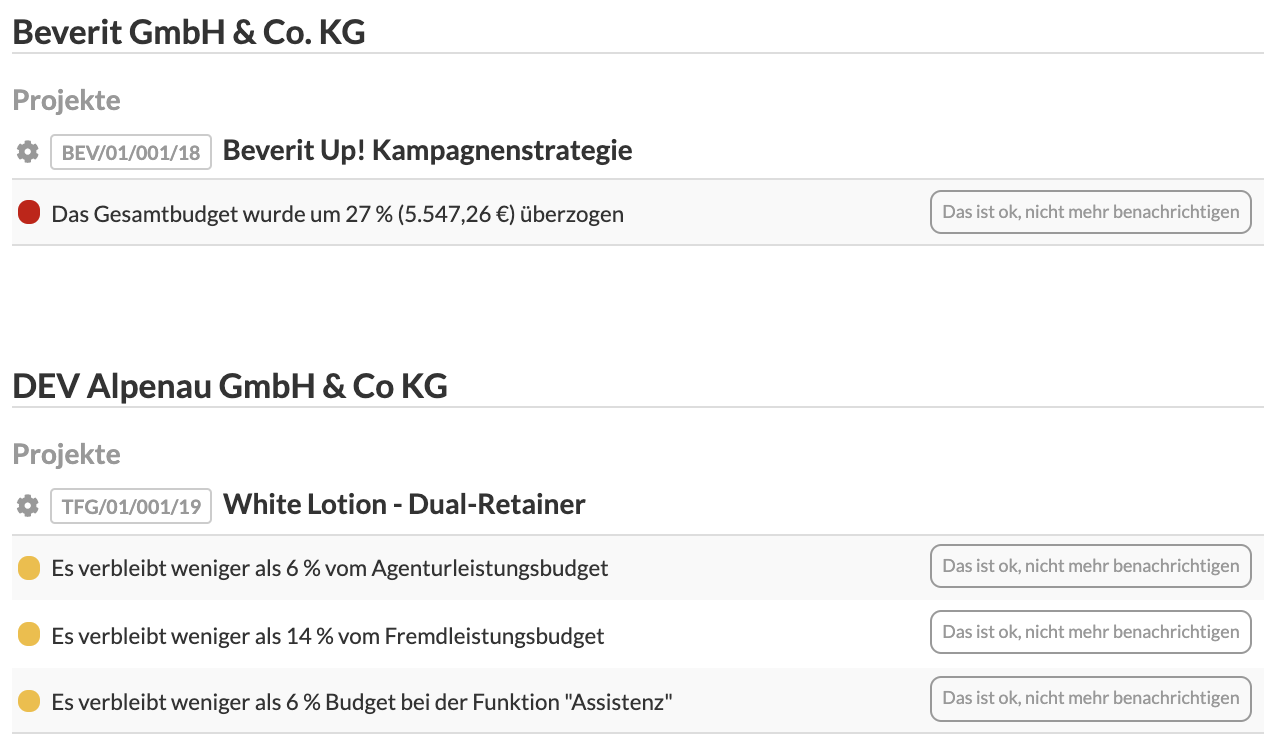 Beverit GmbH & Co. KG
Projekte
BEV/01/001/18 Beverit Up! Kampagnenstrategie
Das Gesamtbudget wurde um 27 % (5.547,26 €) überzogen Das ist ok, nicht mehr benachrichtigen
DEV Alpenau GmbH & Co KG
Projekte
TFG/01/001/19 White Lotion - Dual-Retainer
Es verbleibt weniger als 6 % vom Agenturleistungsbudget Das ist ok, nicht mehr benachrichtigen
Es verbleibt weniger als 14 % vom Fremdleistungsbudget Das ist ok, nicht mehr benachrichtigen
Es verbleibt weniger als 6 % Budget bei der Funktion "Assistenz" Das ist ok, nicht mehr benachrichtigen